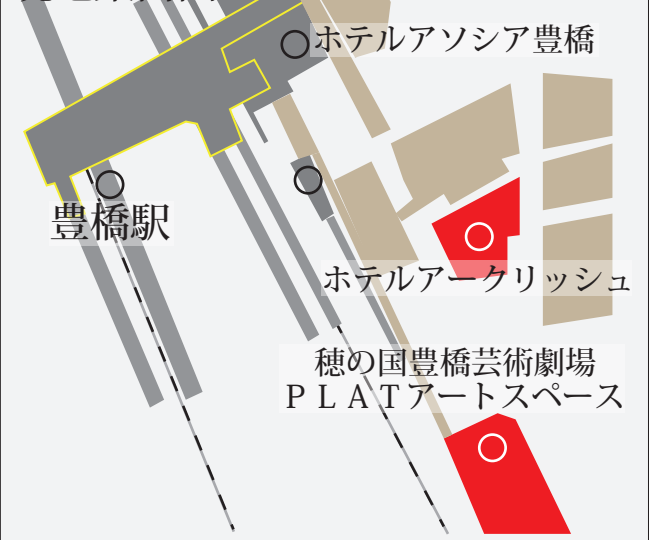 ホテルアソシア豊橋
豊橋駅
ホテルアークリッシュ
穂の国豊橋芸術劇場
ＰＬＡＴアートスペース